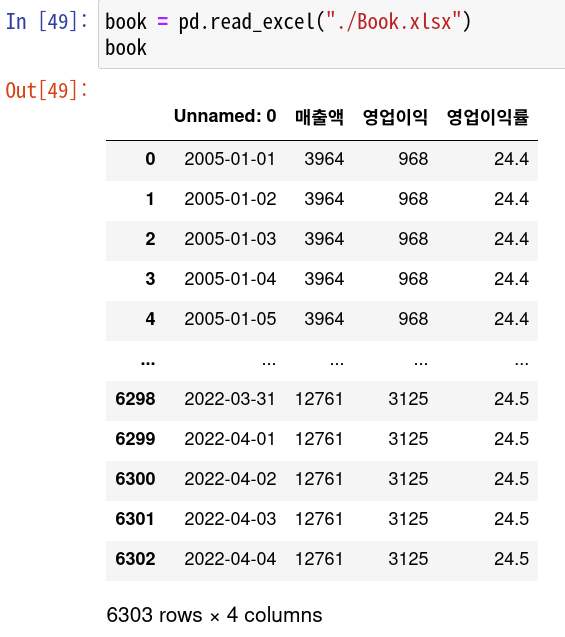 In [49]: book = pd.read_excel("./Book.xlsx")
book
Out[49]:
Unnamed: 0 매출액 영업이익 영업이익률
0 2005-01-01 3964 968 24.4
1 2005-01-02 3964 968 24.4
2 2005-01-03 3964 968 24.4
3 2005-01-04 3964 968 24.4
4 2005-01-05 3964 968 24.4
... ... ... ... ...
6298 2022-03-31 12761 3125 24.5
6299 2022-04-01 12761 3125 24.5
6300 2022-04-02 12761 3125 24.5
6301 2022-04-03 12761 3125 24.5
6302 2022-04-04 12761 3125 24.5
6303 rows × 4 columns